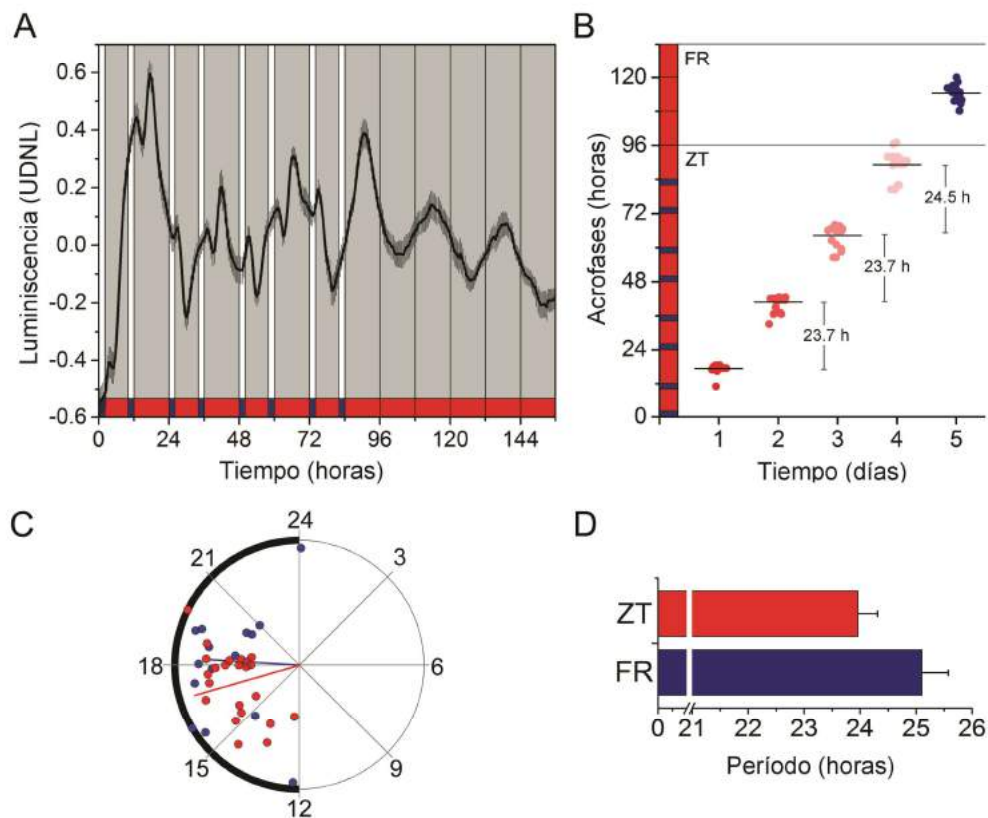 A
Luminiscencia (UDNL)
0.6
0.4
0.2
0.0
-0.2
-0.4
-0.6
0 24 48 72 96 120 144
Tiempo (horas)
B
Acrofases (horas)
120
96
72
48
24
0
FR
ZT
24.5 h
23.7 h
23.7 h
1 2 3 4 5
Tiempo (días)
C
24
21 3
18 6
15 9
12
D
ZT
FR
0 21 22 23 24 25 26
Período (horas)